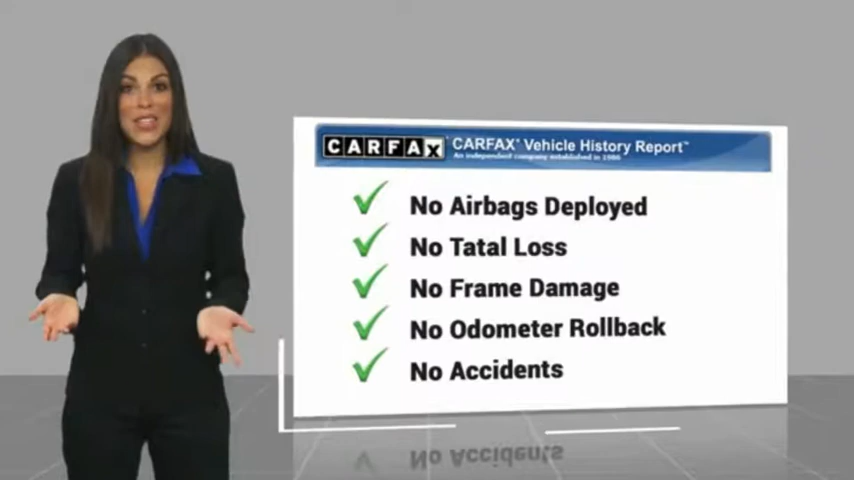 CARFAX CARFAX® Vehicle History Report™
An independent company established in 1986
No Airbags Deployed
No Tatal Loss
No Frame Damage
No Odometer Rollback
No Accidents
No Accidents